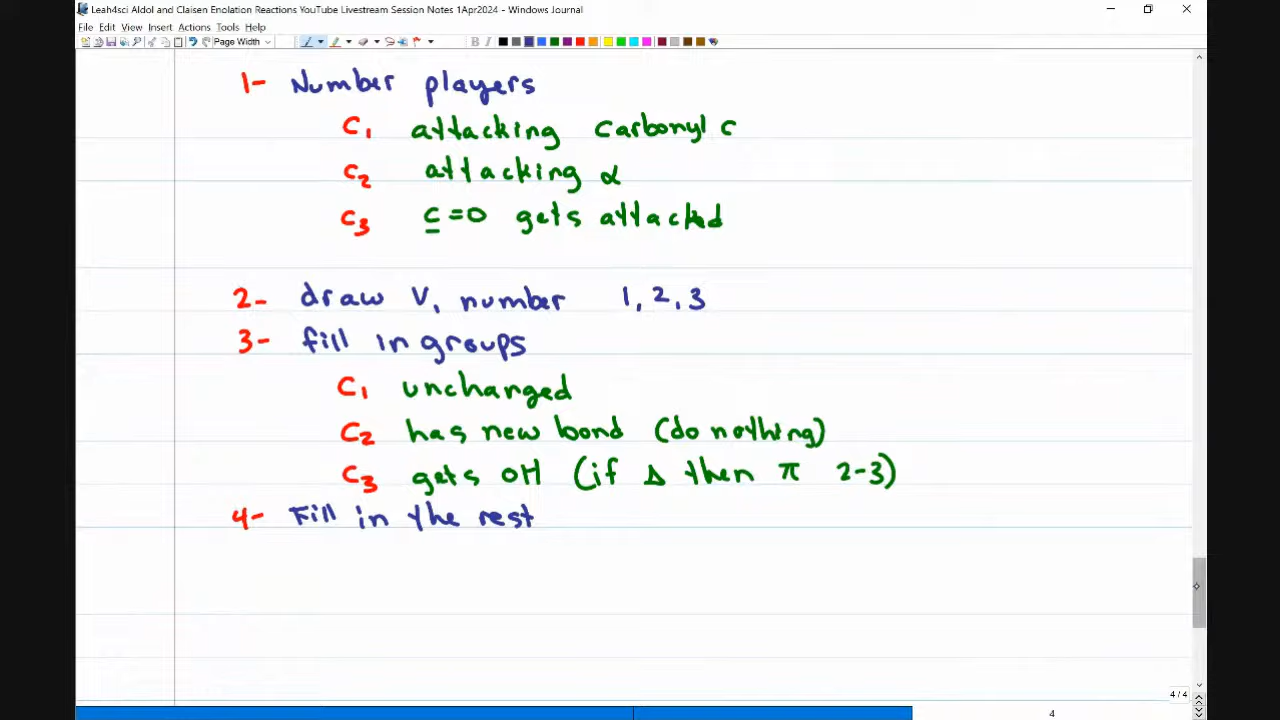 Leah4sci Aldol and Claisen Enolation Reactions YouTube Livestream Session Notes 1Apr2024 - Windows Journal
File Edit View Insert Actions Tools Help
Page Width B I
1- Number players
C1 attacking carbonyl c
C2 attacking α
C3 C=O gets attacked
2- draw V, number 1, 2, 3
3- fill in groups
C1 unchanged
C2 has new bond (do nothing)
C3 gets OH (if Δ then π 2-3)
4- Fill in the rest
4 / 4
4